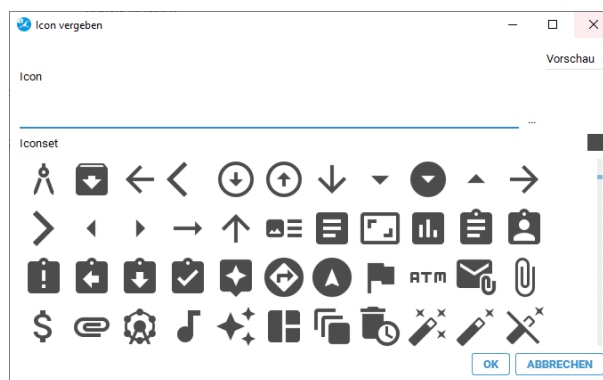 Icon vergeben
Vorschau
Icon
...
Iconset
ATM
OK
ABBRECHEN